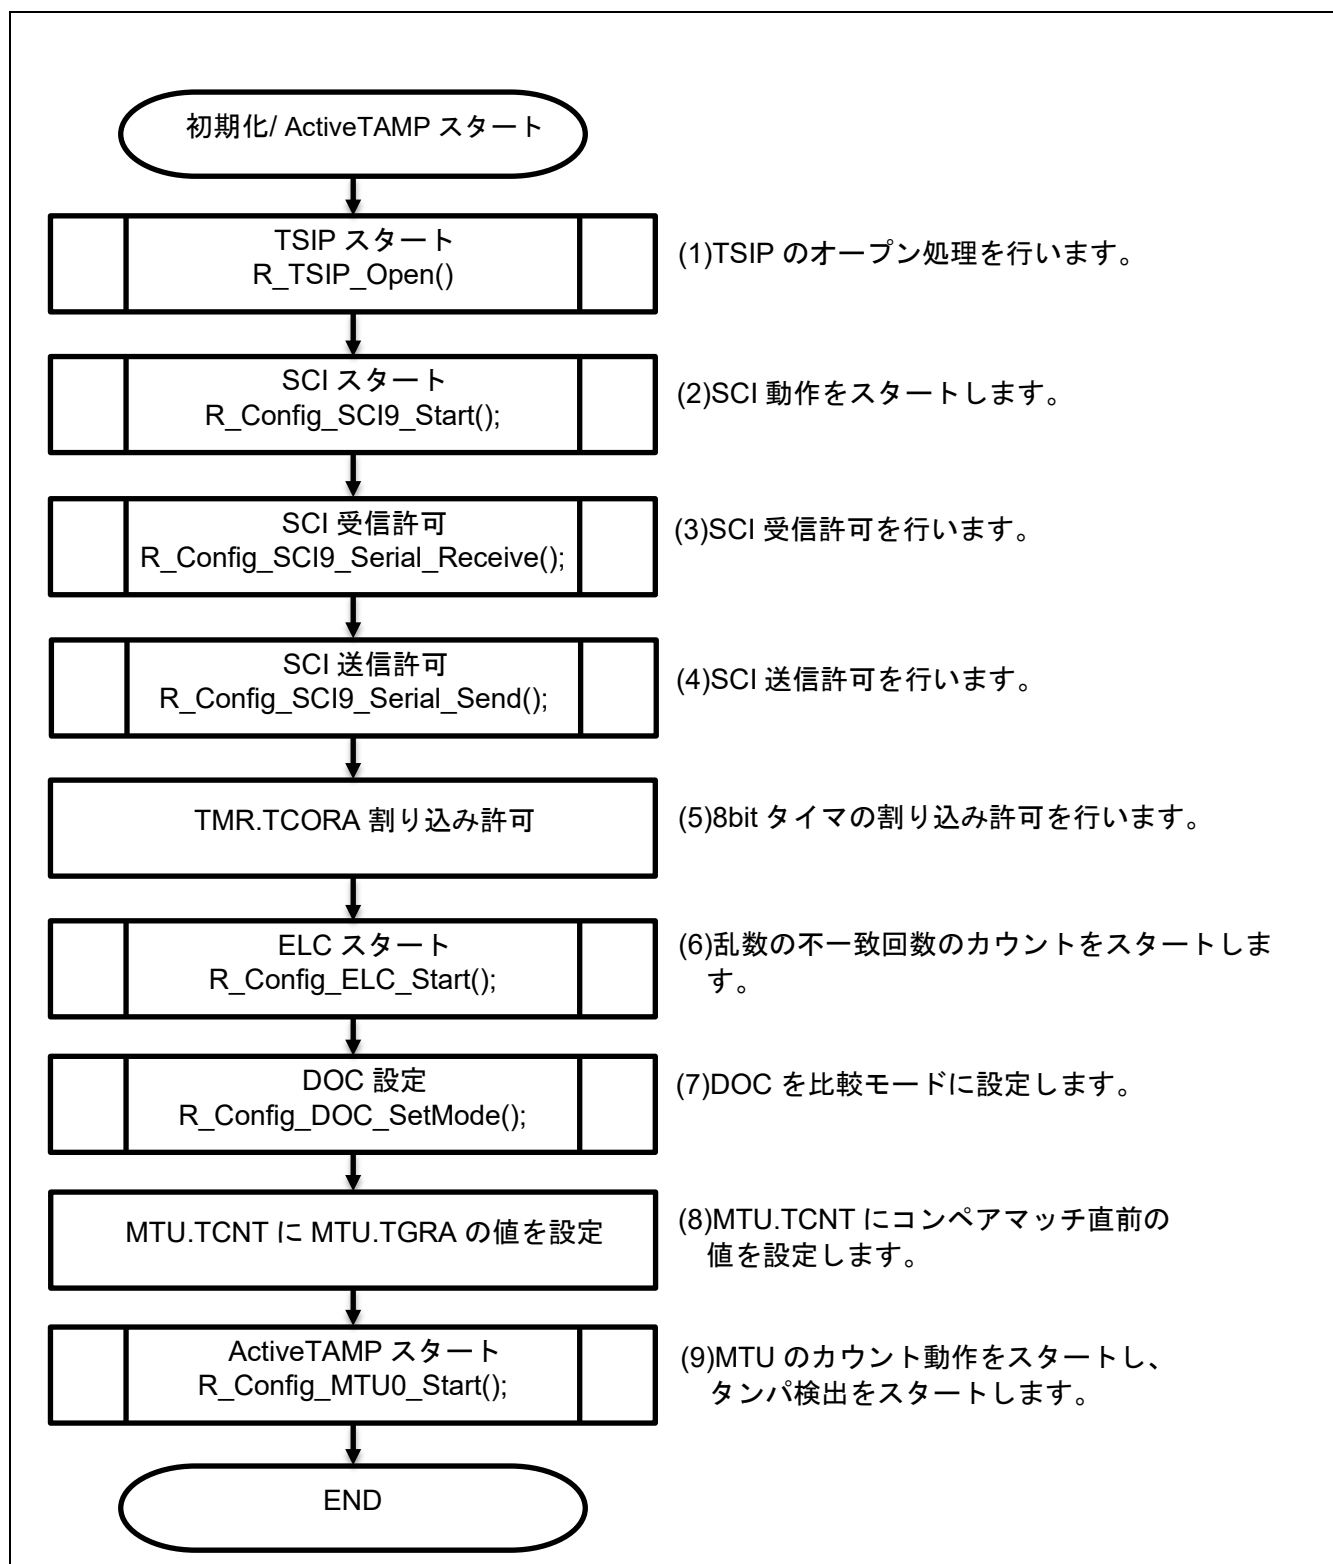 初期化/ ActiveTAMP スタート
TSIP スタート
R_TSIP_Open()
(1)TSIP のオープン処理を行います。
SCI スタート
R_Config_SCI9_Start();
(2)SCI 動作をスタートします。
SCI 受信許可
R_Config_SCI9_Serial_Receive();
(3)SCI 受信許可を行います。
SCI 送信許可
R_Config_SCI9_Serial_Send();
(4)SCI 送信許可を行います。
TMR.TCORA 割り込み許可
(5)8bit タイマの割り込み許可を行います。
ELC スタート
R_Config_ELC_Start();
(6)乱数の不一致回数のカウントをスタートしま
す。
DOC 設定
R_Config_DOC_SetMode();
(7)DOC を比較モードに設定します。
MTU.TCNT に MTU.TGRA の値を設定
(8)MTU.TCNT にコンペアマッチ直前の
値を設定します。
ActiveTAMP スタート
R_Config_MTU0_Start();
(9)MTU のカウント動作をスタートし、
タンパ検出をスタートします。
END